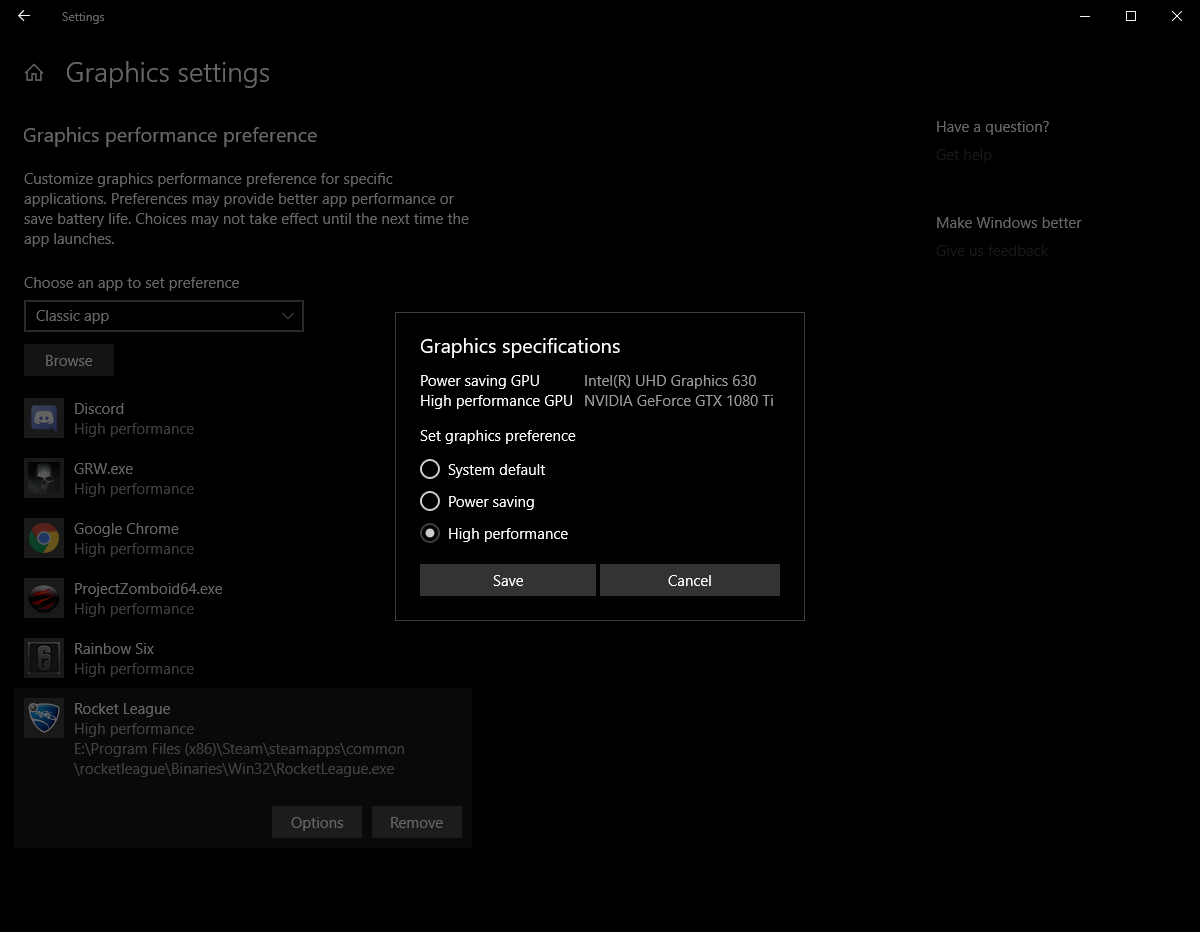 Settings
Graphics settings
Graphics performance preference
Customize graphics performance preference for specific
applications. Preferences may provide better app performance or
save battery life. Choices may not take effect until the next time the
app launches.
Choose an app to set preference
Classic app
Browse
Discord
High performance
GRW.exe
High performance
Google Chrome
High performance
ProjectZomboid64.exe
High performance
Rainbow Six
High performance
Rocket League
High performance
E:\Program Files (x86)\Steam\steamapps\common
\rocketleague\Binaries\Win32\RocketLeague.exe
Options Remove
Graphics specifications
Power saving GPU Intel(R) UHD Graphics 630
High performance GPU NVIDIA GeForce GTX 1080 Ti
Set graphics preference
System default
Power saving
High performance
Save Cancel
Have a question?
Get help
Make Windows better
Give us feedback